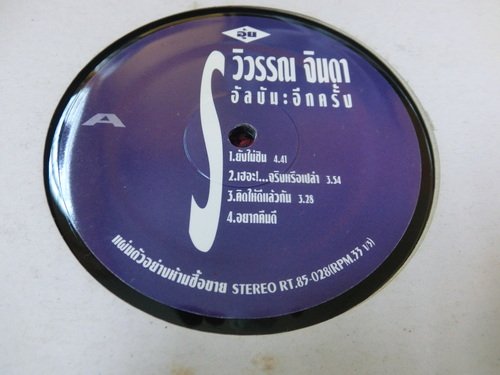 อุ๋ย
S
วิวรรณ จินดา
อัลบัน:อีกครั้ง
A
1.ยังไม่ชิน 4.41
2.เฮอะ!...จริงหรือเปล่า 3.54
3.คิดให้ดีแล้วกัน 3.28
4.อยากคืนดี
แผ่นตัวอย่างห้ามซื้อขาย STEREO RT.85-028(RPM.33 1/3)